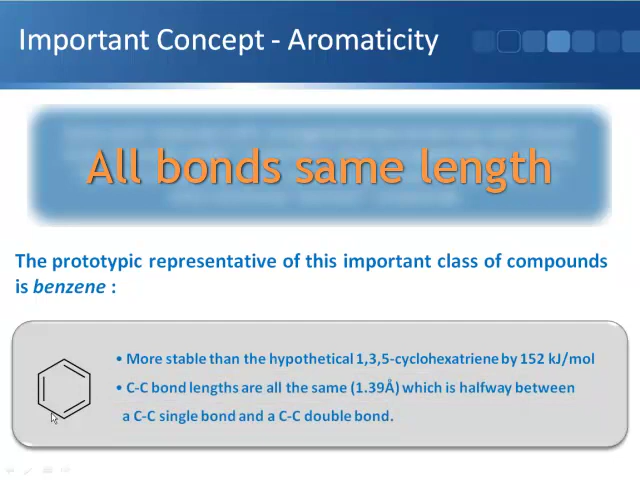 Important Concept - Aromaticity
All bonds same length
The prototypic representative of this important class of compounds
is benzene :
• More stable than the hypothetical 1,3,5-cyclohexatriene by 152 kJ/mol
• C-C bond lengths are all the same (1.39Å) which is halfway between
a C-C single bond and a C-C double bond.